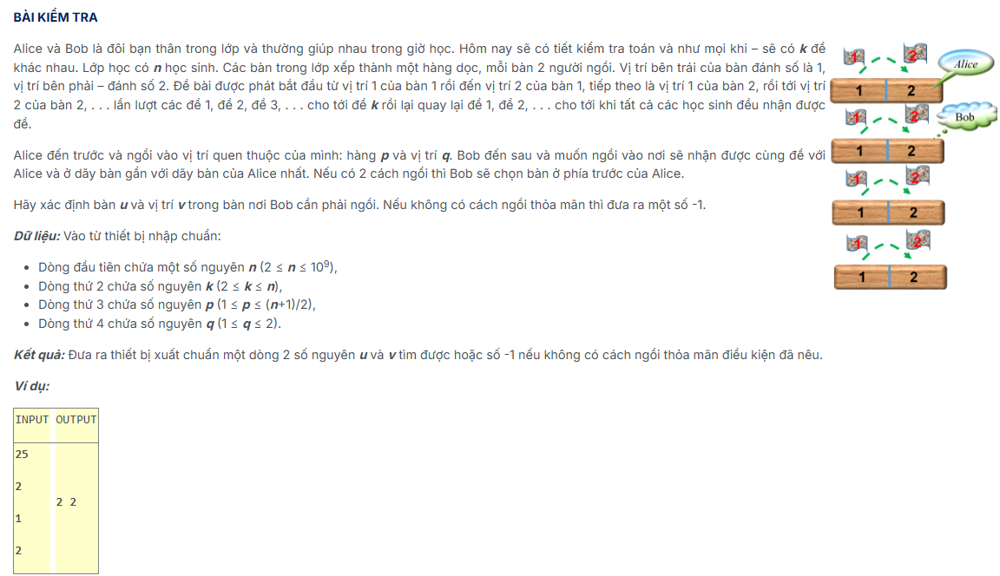 BÀI KIỂM TRA
Alice và Bob là đôi bạn thân trong lớp và thường giúp nhau trong giờ học. Hôm nay sẽ có tiết kiểm tra toán và như mọi khi – sẽ có k đề
khác nhau. Lớp học có n học sinh. Các bàn trong lớp xếp thành một hàng dọc, mỗi bàn 2 người ngồi. Vị trí bên trái của bàn đánh số là 1,
vị trí bên phải – đánh số 2. Đề bài được phát bắt đầu từ vị trí 1 của bàn 1 rồi đến vị trí 2 của bàn 1, tiếp theo là vị trí 1 của bàn 2, rồi tới vị trí
2 của bàn 2, . . . lần lượt các đề 1, đề 2, đề 3, . . . cho tới đề k rồi lại quay lại đề 1, đề 2, . . . cho tới khi tất cả các học sinh đều nhận được
đề.
Alice đến trước và ngồi vào vị trí quen thuộc của mình: hàng p và vị trí q. Bob đến sau và muốn ngồi vào nơi sẽ nhận được cùng đề với
Alice và ở dãy bàn gần với dãy bàn của Alice nhất. Nếu có 2 cách ngồi thì Bob sẽ chọn bàn ở phía trước của Alice.
Hãy xác định bàn u và vị trí v trong bàn nơi Bob cần phải ngồi. Nếu không có cách ngồi thỏa mãn thì đưa ra một số -1.
Dữ liệu: Vào từ thiết bị nhập chuẩn:
• Dòng đầu tiên chứa một số nguyên n (2 ≤ n ≤ 10⁹),
• Dòng thứ 2 chứa số nguyên k (2 ≤ k ≤ n),
• Dòng thứ 3 chứa số nguyên p (1 ≤ p ≤ (n+1)/2),
• Dòng thứ 4 chứa số nguyên q (1 ≤ q ≤ 2).
Kết quả: Đưa ra thiết bị xuất chuẩn một dòng 2 số nguyên u và v tìm được hoặc số -1 nếu không có cách ngồi thỏa mãn điều kiện đã nêu.
Ví dụ:
INPUT OUTPUT
25
2
2 2
1
2
1 2 Alice
1 2
1 2 Bob
1 2
1 2
1 2
1 2
1 2